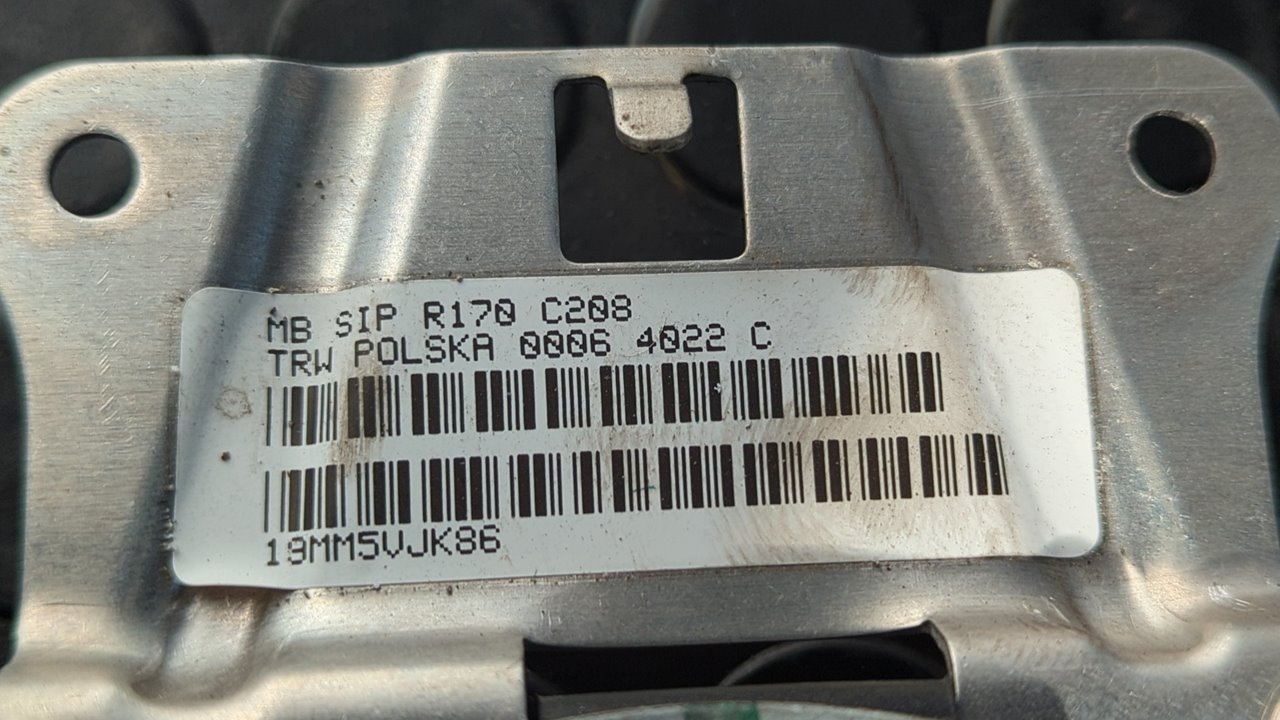 MB SIP R170 C208
TRW POLSKA 0006 4022 C
19MM5VJK86